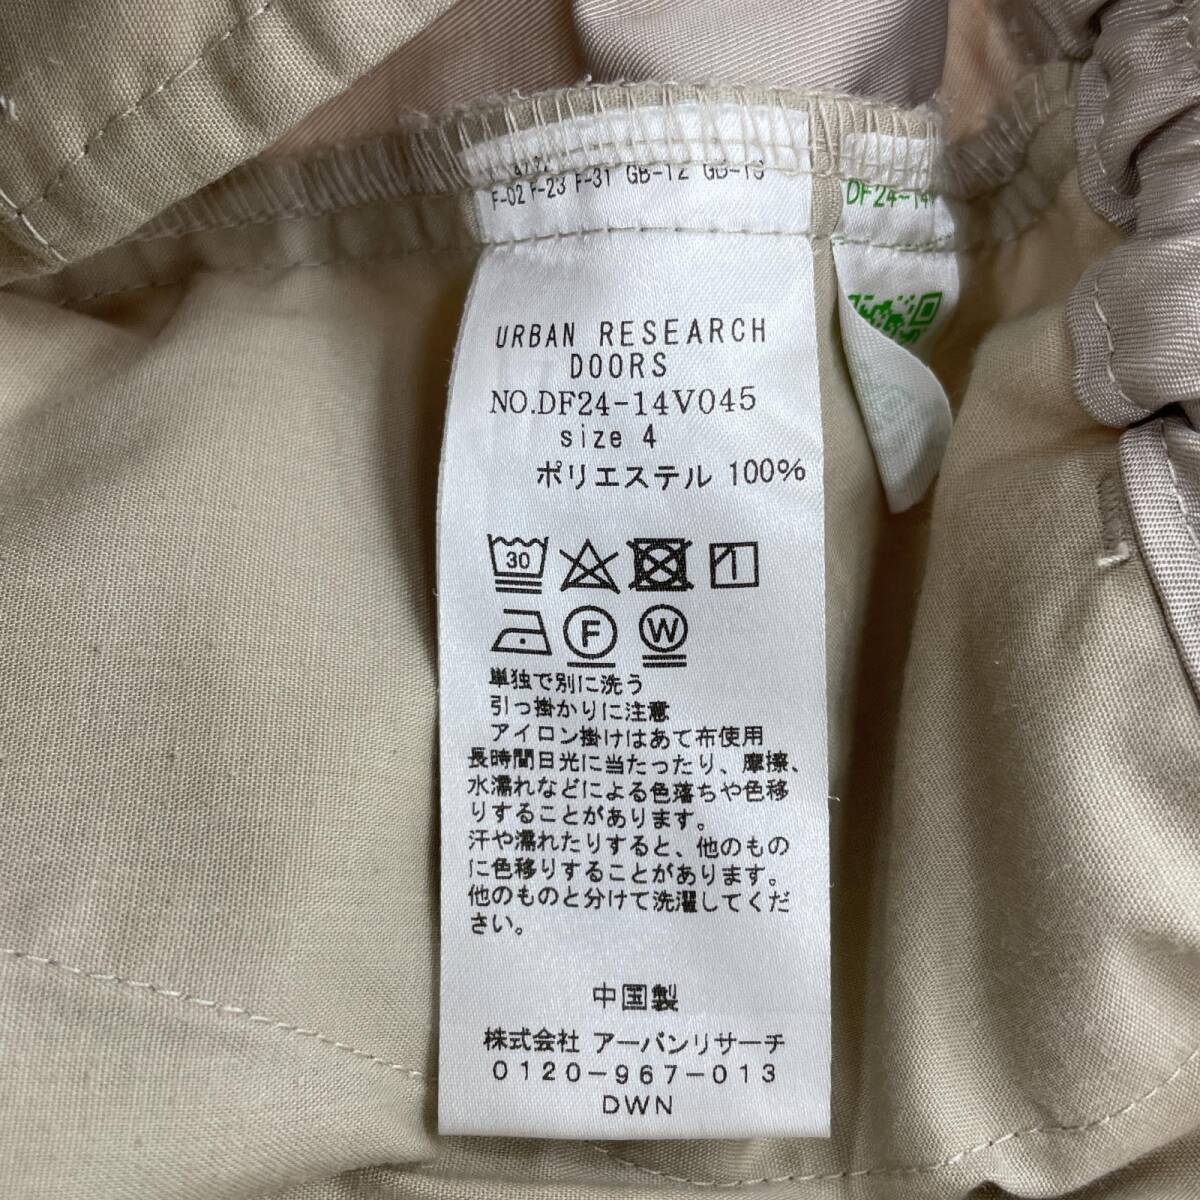 F-02 F-23 F-31 GB-12 GB-13
DF24-14
URBAN RESEARCH
DOORS
NO.DF24-14V045
size 4
ポリエステル 100%
30
F
W
単独で別に洗う
引っ掛かりに注意
アイロン掛けはあて布使用
長時間日光に当たったり、摩擦、
水濡れなどによる色落ちや色移
りすることがあります。
汗や濡れたりすると、他のもの
に色移りすることがあります。
他のものと分けて洗濯してくだ
さい。
中国製
株式会社 アーバンリサーチ
0120-967-013
DWN